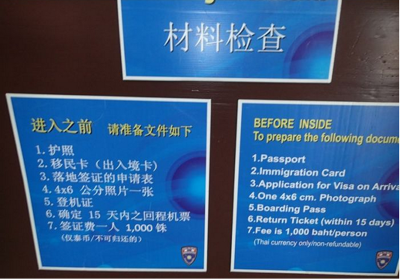 材料检查
进入之前 请准备文件如下
1. 护照
2. 移民卡（出入境卡）
3. 落地签证的申请表
4. 4x6 公分照片一张
5. 登机证
6. 确定 15 天内之回程机票
7. 签证费一人 1,000 铢
(仅泰币/不可归还的)
BEFORE INSIDE
To prepare the following
1.Passport
2.Immigration Card
3.Application for Visa on
4.One 4x6 cm. Photograph
5.Boarding Pass
6.Return Ticket (within 15 days)
7.Fee is 1,000 baht/person
(Thai currency only/non-refundable)